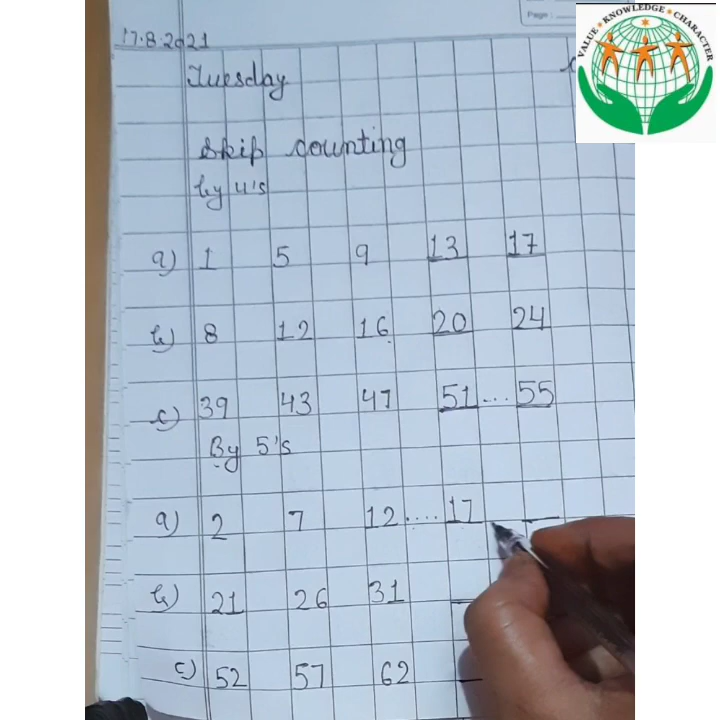 Page :
17.8.2021
Tuesday
VALUE ★ KNOWLEDGE ★ CHARACTER
Skip counting
by 4's
a) 1 5 9 13 17
b) 8 12 16 20 24
c) 39 43 47 51 ... 55
By 5's
a) 2 7 12 .... 17
b) 21 26 31
c) 52 57 62